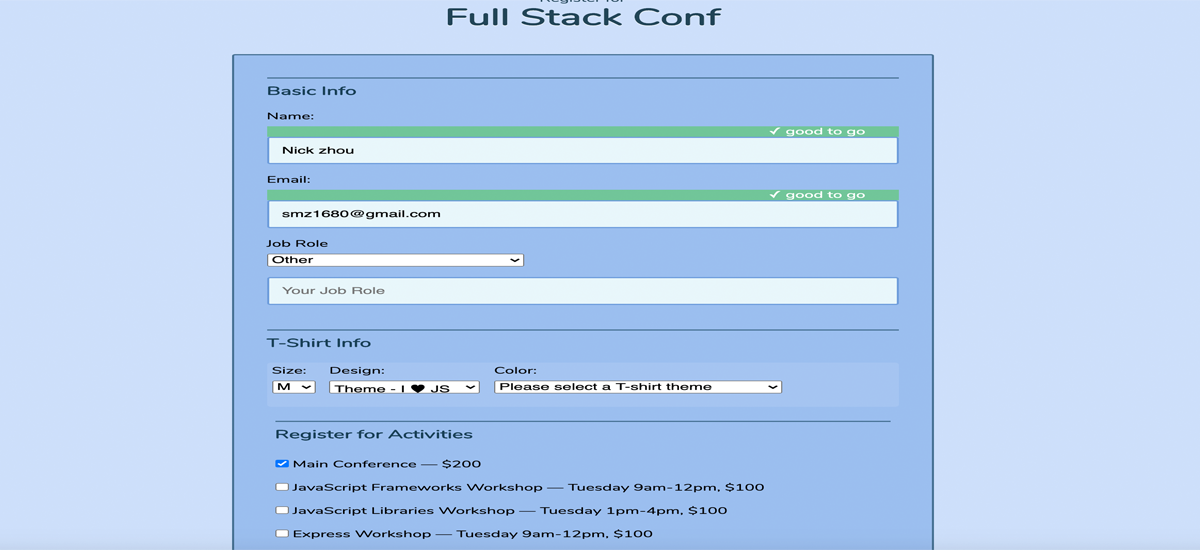 Register for
Full Stack Conf
Basic Info
Name:
✓ good to go
Nick zhou
Email:
✓ good to go
smz1680@gmail.com
Job Role
Other
Your Job Role
T-Shirt Info
Size: Design: Color:
M Theme - I ♥ JS Please select a T-shirt theme
Register for Activities
Main Conference — $200
JavaScript Frameworks Workshop — Tuesday 9am-12pm, $100
JavaScript Libraries Workshop — Tuesday 1pm-4pm, $100
Express Workshop — Tuesday 9am-12pm, $100